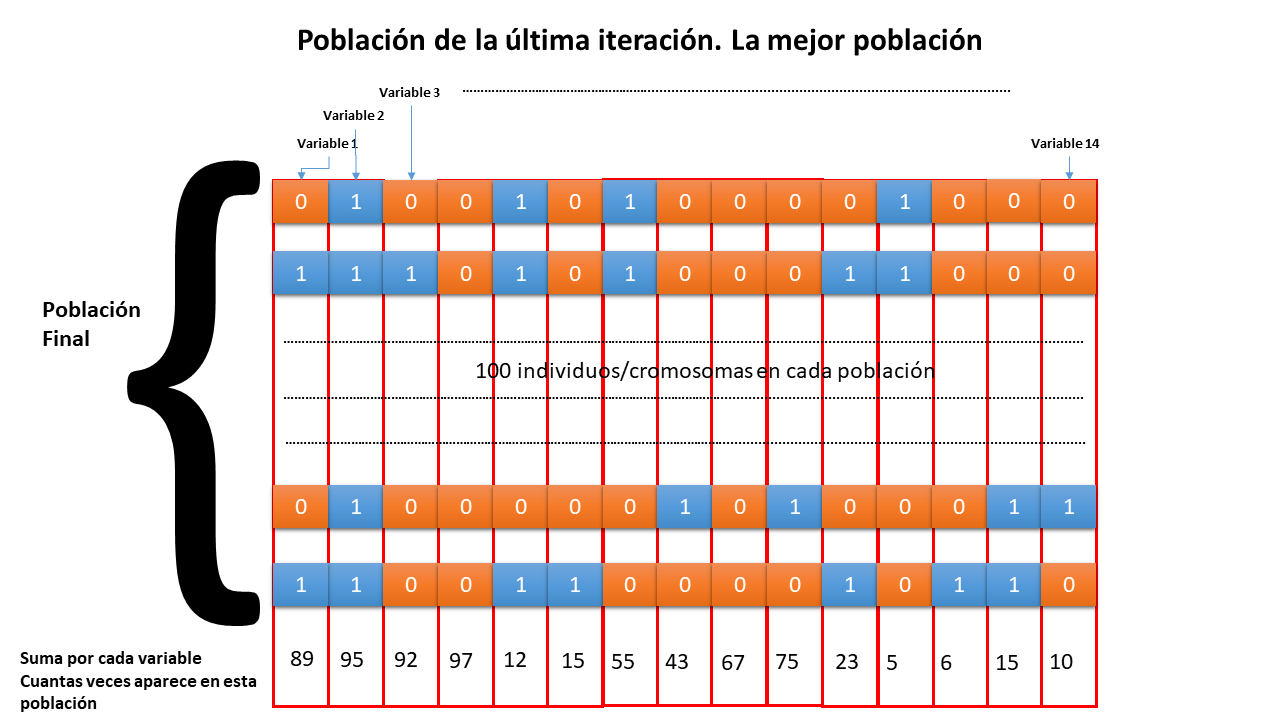 Población de la última iteración. La mejor población
Variable 3
Variable 2
Variable 1
Variable 14
0 1 0 0 1 0 1 0 0 0 0 1 0 0 0
1 1 1 0 1 0 1 0 0 0 1 1 0 0 0
Población
Final
100 individuos/cromosomas en cada población
0 1 0 0 0 0 0 1 0 1 0 0 0 1 1
1 1 0 0 1 1 0 0 0 0 1 0 1 1 0
Suma por cada variable
Cuantas veces aparece en esta
población
89 95 92 97 12 15 55 43 67 75 23 5 6 15 10